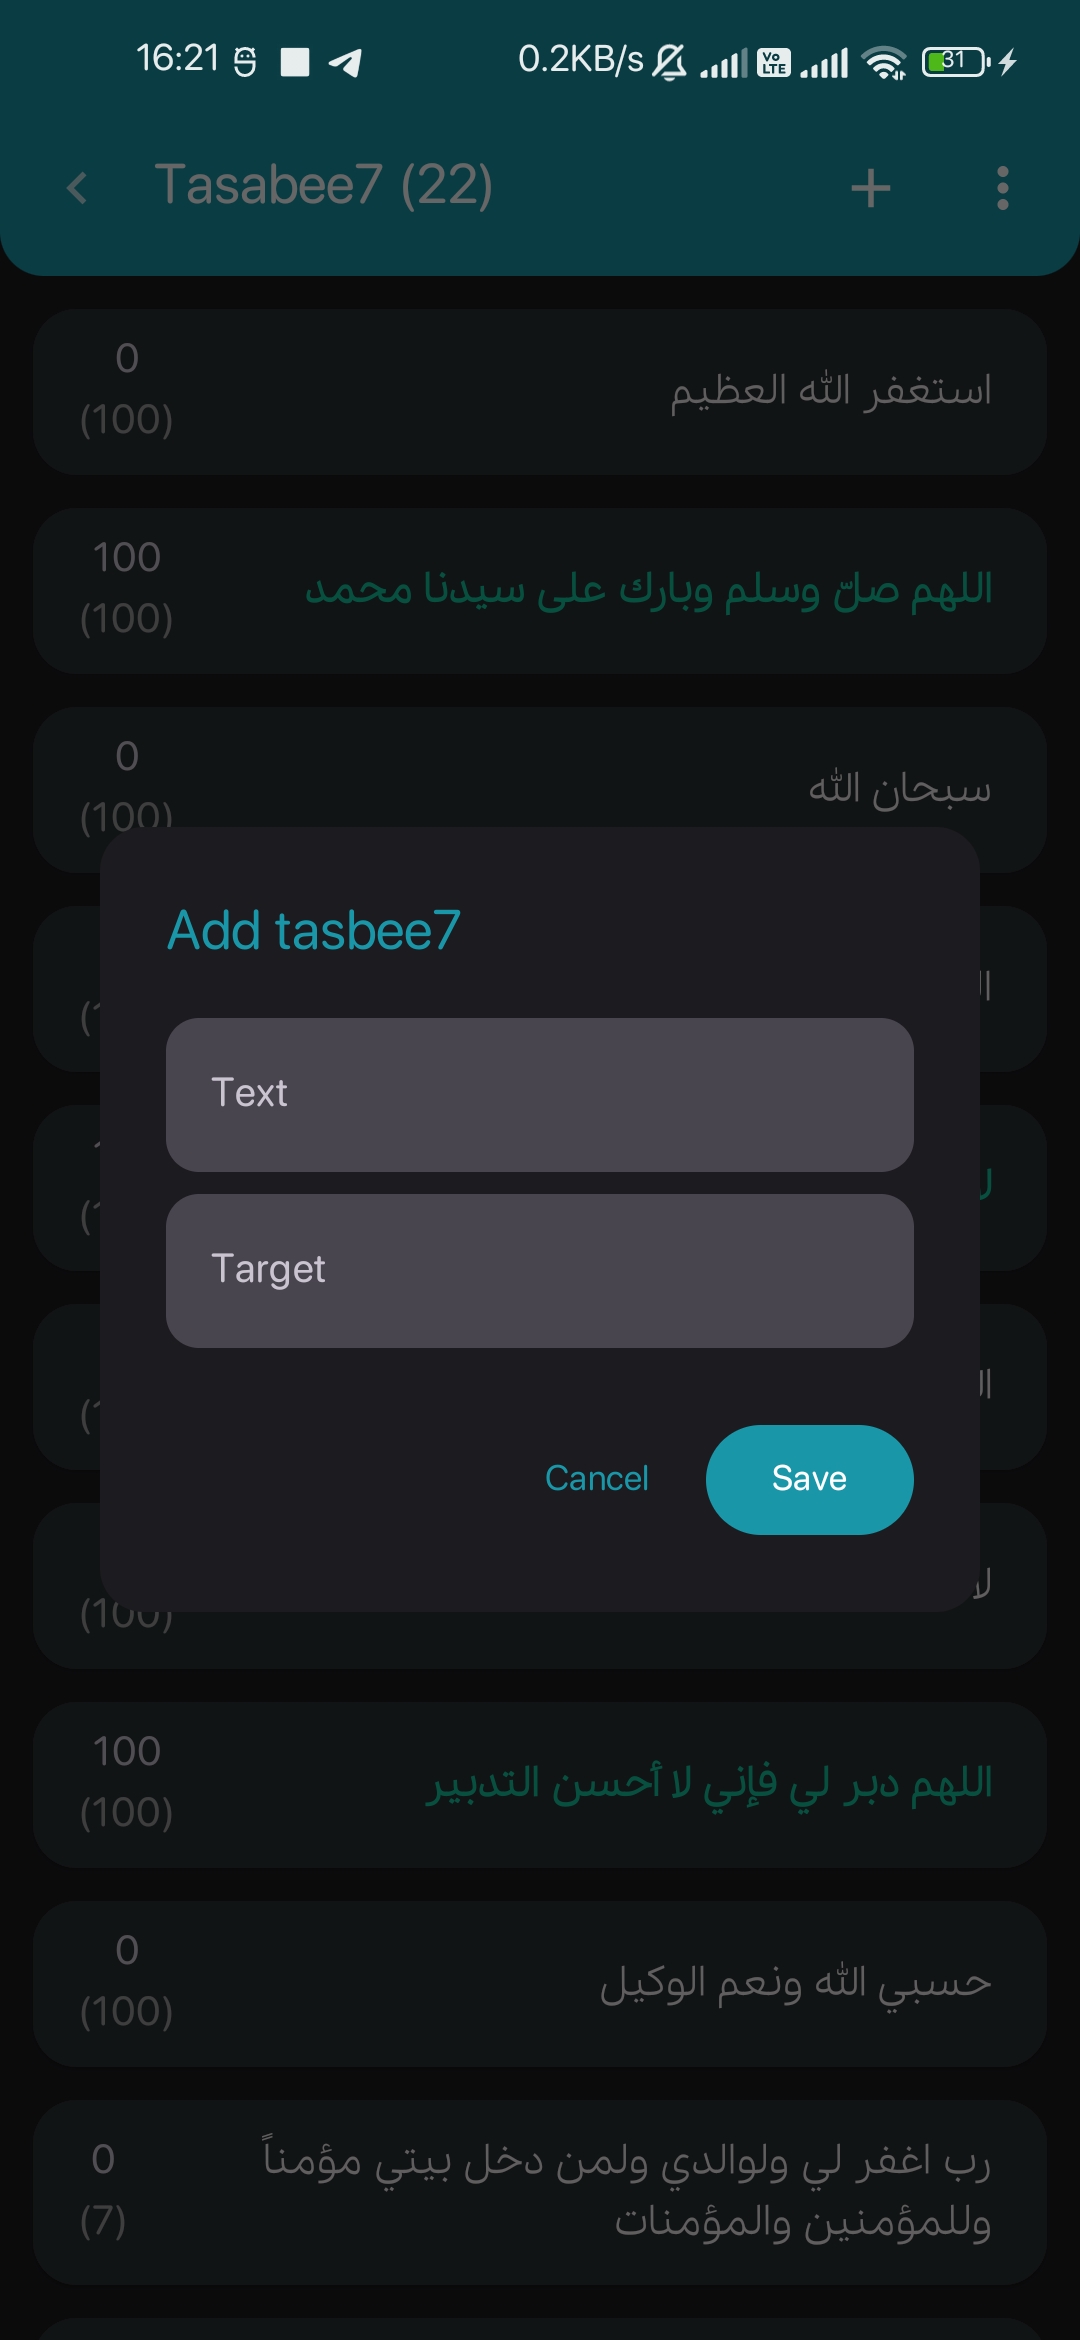 16:21 0.2KB/s Vo LTE 31
Tasabee7 (22)
0
(100)
استغفر الله العظيم
100
(100)
اللهم صلّ وسلم وبارك على سيدنا محمد
0
(100)
سبحان الله
Add tasbee7
Text
Target
Cancel Save
(100)
100
(100)
اللهم دبر لي فإني لا أحسن التدبير
0
(100)
حسبي الله ونعم الوكيل
0
(7)
رب اغفر لي ولوالدي ولمن دخل بيتي مؤمناً
وللمؤمنين والمؤمنات